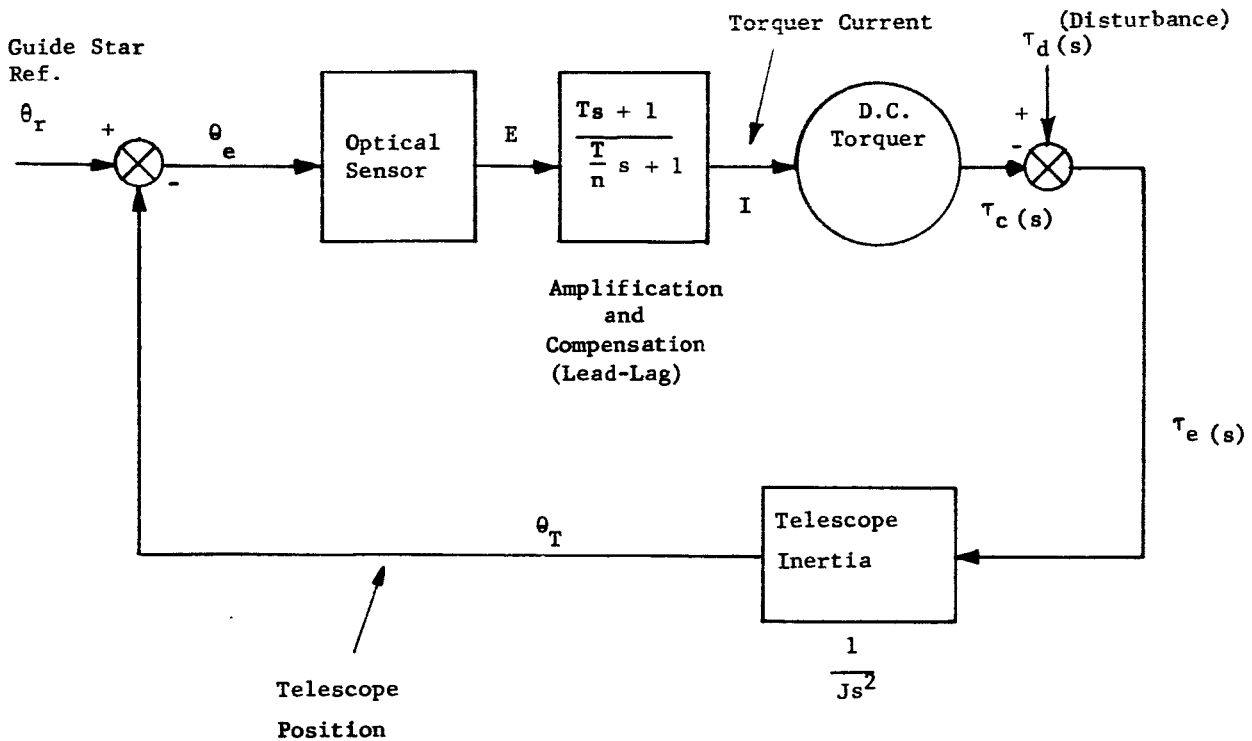 Torquer Current
(Disturbance)
τd(s)
Guide Star
Ref.
θr
+
-
θe
Optical
Sensor
E
Ts + 1
T/n s + 1
I
D.C.
Torquer
+
-
τc(s)
Amplification
and
Compensation
(Lead-Lag)
τe(s)
θT
Telescope
Inertia
1
Js²
Telescope
Position